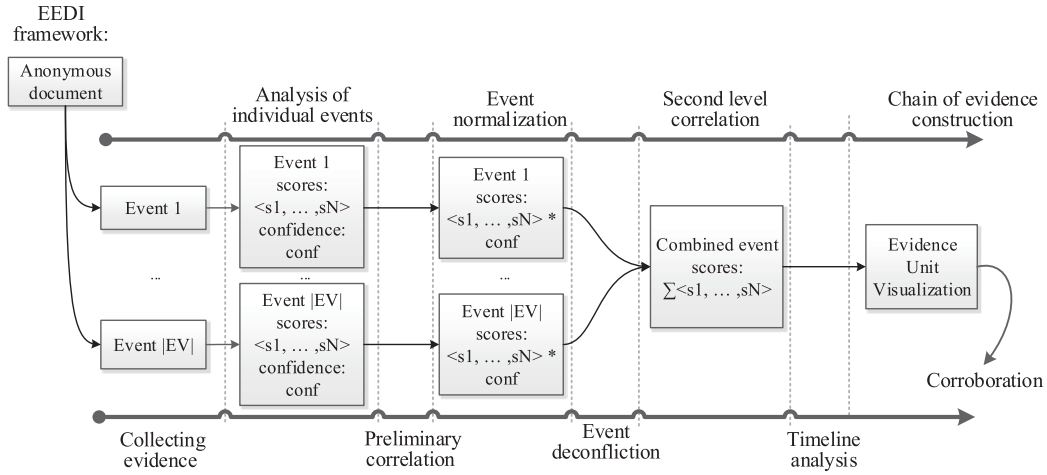 EEDI
framework:
Anonymous
document
Analysis of
individual events
Event
normalization
Second level
correlation
Chain of evidence
construction
Event 1
Event 1
scores:
<s1, ... ,sN>
confidence:
conf
Event 1
scores:
<s1, ... ,sN> *
conf
...
...
...
Combined event
scores:
∑<s1, ... ,sN>
Evidence
Unit
Visualization
Event |EV|
Event |EV|
scores:
<s1, ... ,sN>
confidence:
conf
Event |EV|
scores:
<s1, ... ,sN> *
conf
Corroboration
Collecting
evidence
Preliminary
correlation
Event
deconfliction
Timeline
analysis